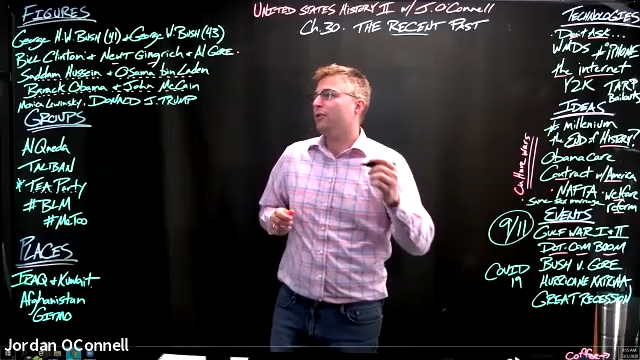 UNITED STATES HISTORY II w/ J. O'CONNELL
Ch. 30. THE RECENT PAST
FIGURES
GEORGE H.W BUSH (41) & GEORGE W. BUSH (43)
BILL CLINTON & NEWT GINGRICH & AL GORE.
SADDAM HUSSEIN & OSAMA bin LADEN
BARACK OBAMA & JOHN McCAIN
MONICA LEWINSKY. DONALD J. TRUMP
GROUPS
Al Qaeda
TALIBAN
*TEA PARTY
#BLM
#MeToo
PLACES
IRAQ & KUWAIT
Afghanistan
GITMO
TECHNOLOGIES
Don't Ask...
WMDS
iPHONE
the internet
Y2K
TARP
Bailouts
IDEAS
millenium
the END of HISTORY?
OBAMACARE
CONTRACT w/ AMERICA
Culture Wars
• NAFTA
• welfare reform
same-sex marriage
EVENTS
9/11
GULF WAR I & II
DOT-COM BOOM
BUSH v. GORE
COVID 19
HURRICANE KATRINA
GREAT RECESSION
coffee→
Jordan OConnell